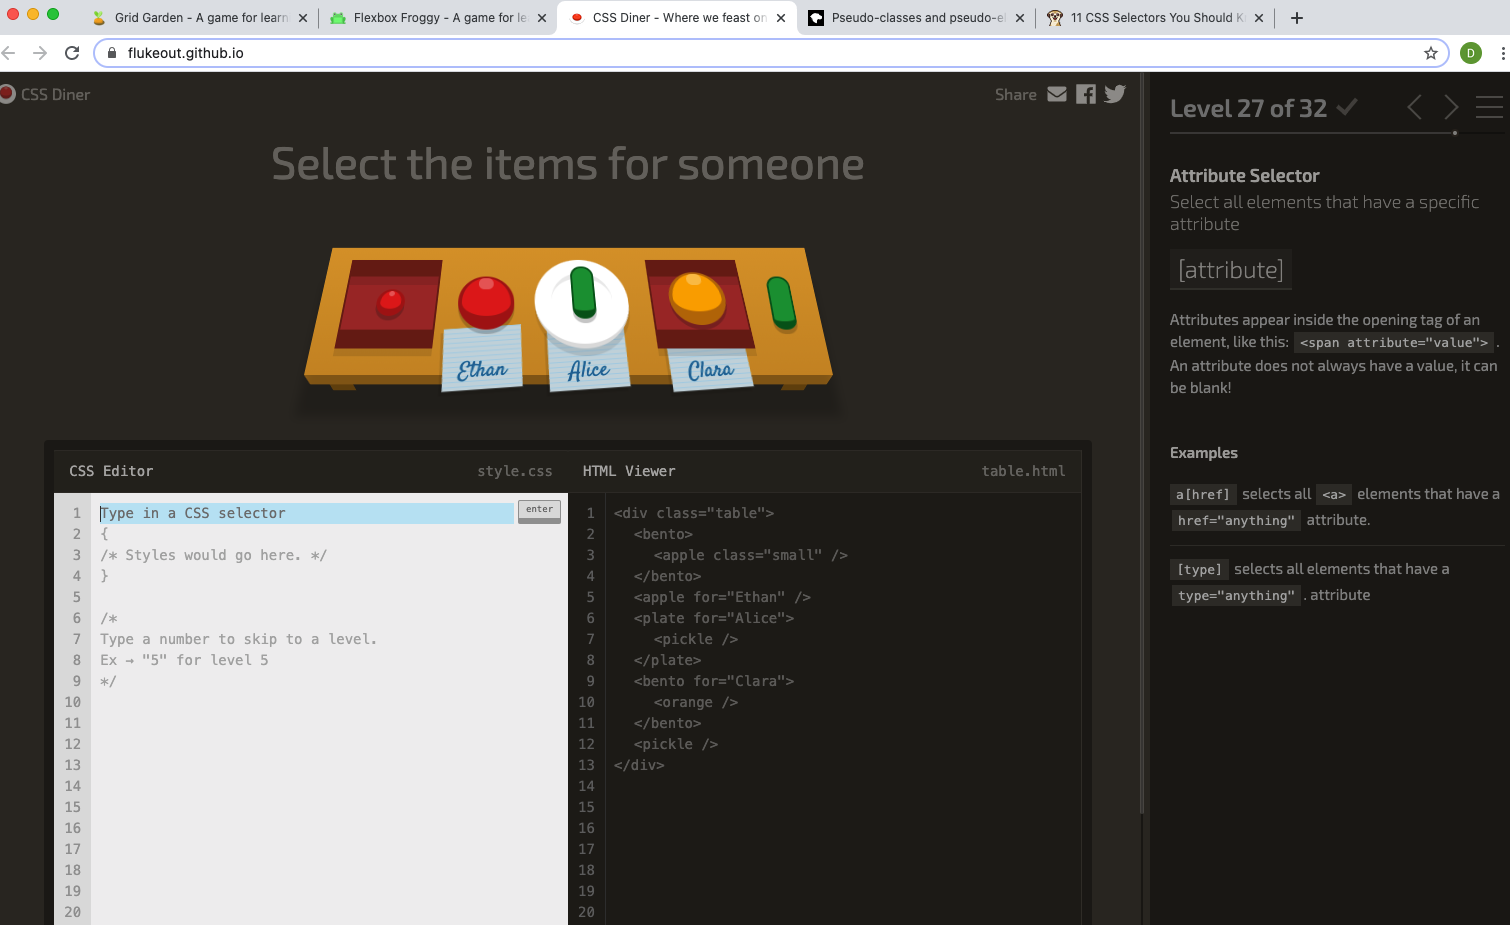 Grid Garden - A game for learn
Flexbox Froggy - A game for le
CSS Diner - Where we feast on
Pseudo-classes and pseudo-el
11 CSS Selectors You Should K
flukeout.github.io
D
CSS Diner
Share
Select the items for someone
Ethan
Alice
Clara
CSS Editor
style.css
1 Type in a CSS selector
enter
2 {
3 /* Styles would go here. */
4 }
5
6 /*
7 Type a number to skip to a level.
8 Ex → "5" for level 5
9 */
10
11
12
13
14
15
16
17
18
19
20
HTML Viewer
table.html
1 <div class="table">
2 <bento>
3 <apple class="small" />
4 </bento>
5 <apple for="Ethan" />
6 <plate for="Alice">
7 <pickle />
8 </plate>
9 <bento for="Clara">
10 <orange />
11 </bento>
12 <pickle />
13 </div>
14
15
16
17
18
19
20
Level 27 of 32
Attribute Selector
Select all elements that have a specific
attribute
[attribute]
Attributes appear inside the opening tag of an
element, like this: <span attribute="value"> .
An attribute does not always have a value, it can
be blank!
Examples
a[href] selects all <a> elements that have a
href="anything" attribute.
[type] selects all elements that have a
type="anything" . attribute